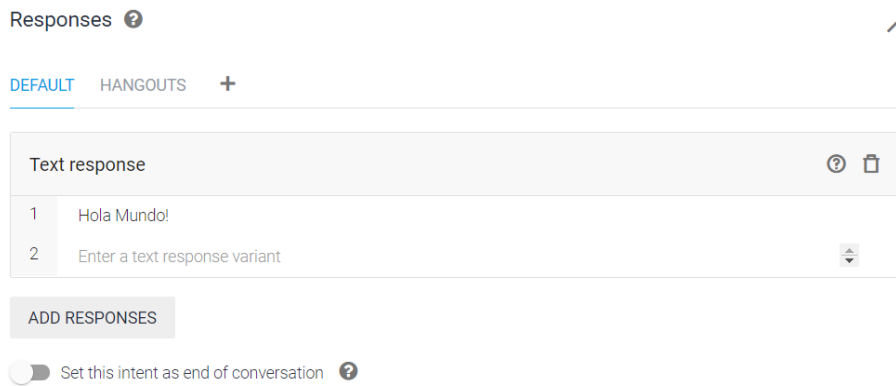 Responses
DEFAULT HANGOUTS
Text response
1 Hola Mundo!
2 Enter a text response variant
ADD RESPONSES
Set this intent as end of conversation